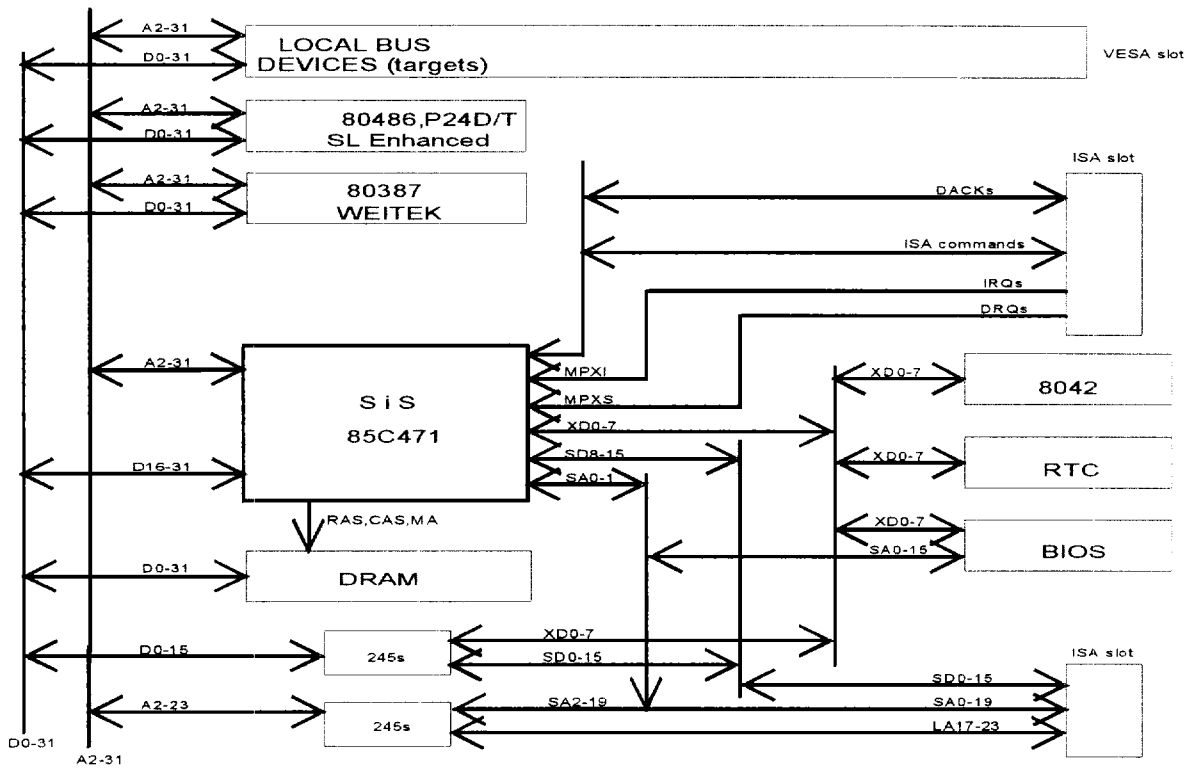 A2-31
LOCAL BUS
D0-31
DEVICES (targets)
VESA slot
A2-31
80486,P24D/T
D0-31
SL Enhanced
ISA slot
A2-31
80387
DACKs
D0-31
WEITEK
ISA commands
IRQs
DRQs
A2-31
MPXI
XD0-7
8042
SiS
MPXS
85C471
XD0-7
SD8-15
D16-31
XD0-7
RTC
SA0-1
RAS,CAS,MA
XD0-7
BIOS
SA0-15
D0-31
DRAM
XD0-7
D0-15
245s
ISA slot
SD0-15
SD0-15
A2-23
SA2-19
SA0-19
245s
LA17-23
D0-31
A2-31